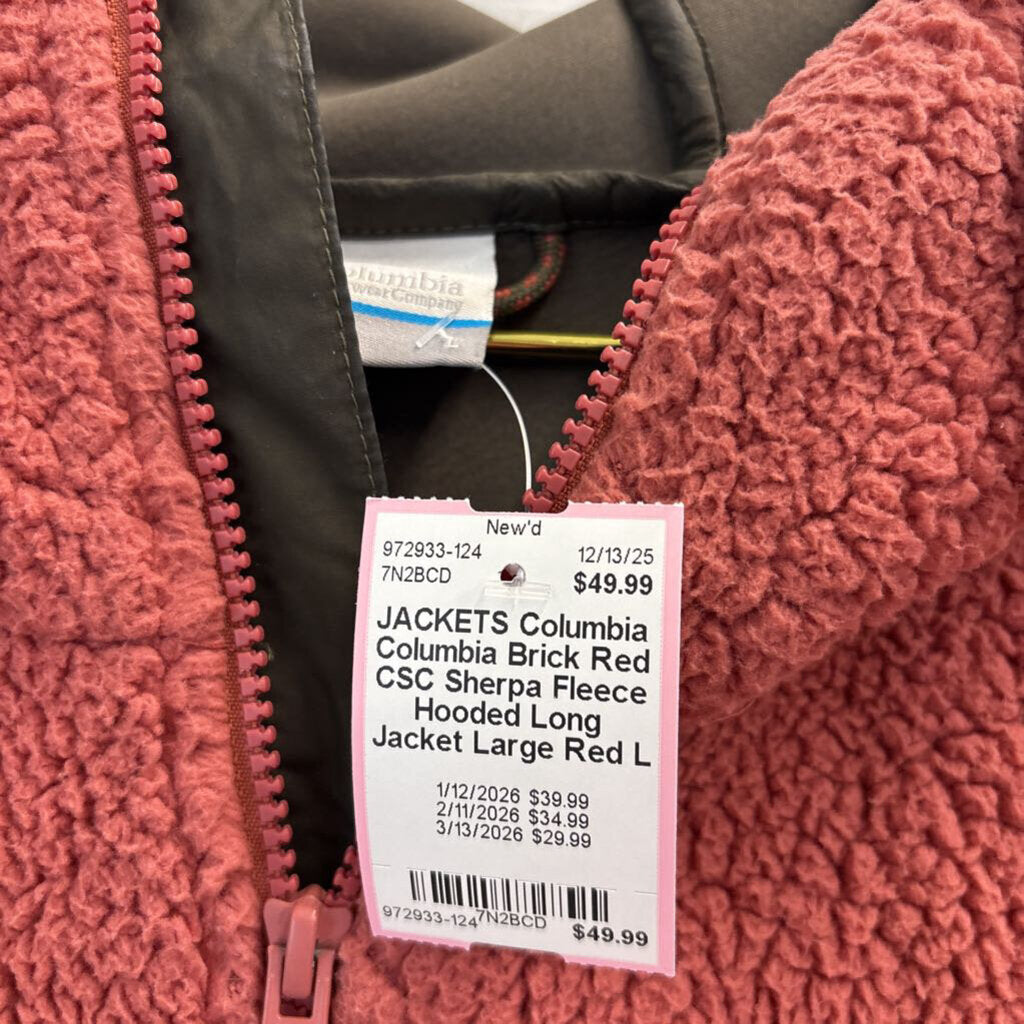 Columbia
Company
New'd
972933-124
12/13/25
7N2BCD
$49.99
JACKETS Columbia
Columbia Brick Red
CSC Sherpa Fleece
Hooded Long
Jacket Large Red L
1/12/2026 $39.99
2/11/2026 $34.99
3/13/2026 $29.99
972933-124 7N2BCD
$49.99